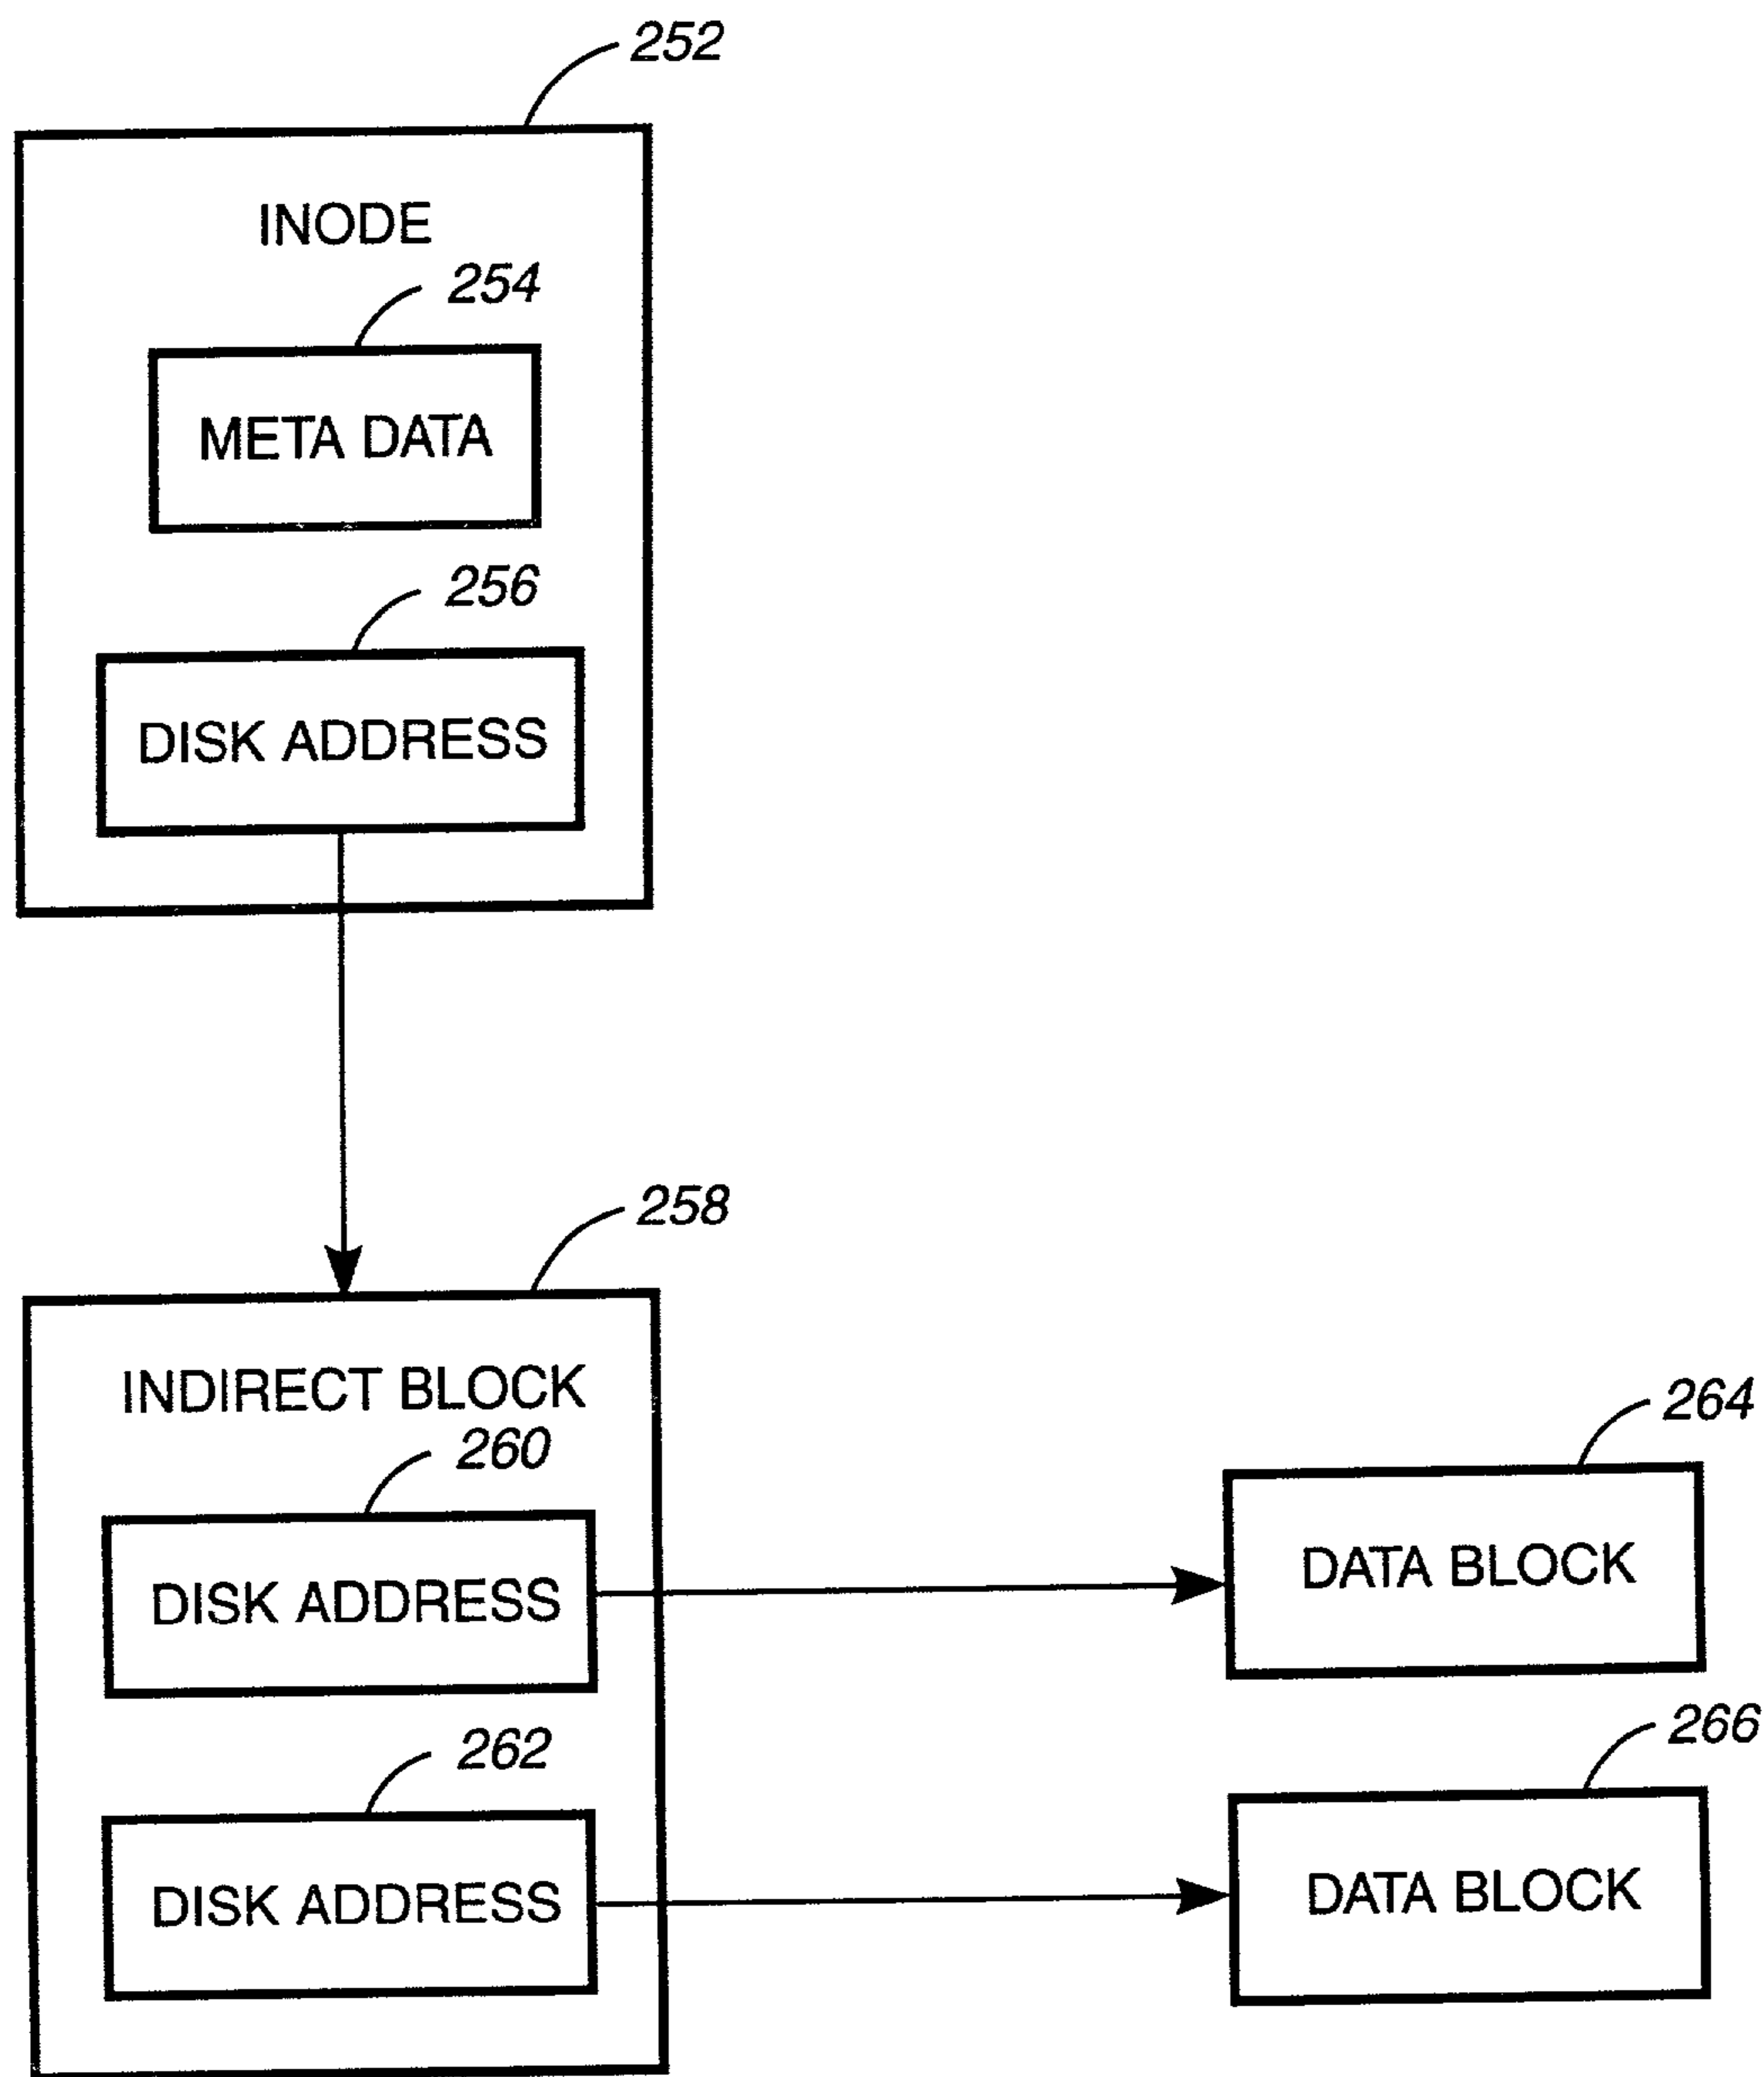 252
INODE
254
META DATA
256
DISK ADDRESS
258
INDIRECT BLOCK
260
DISK ADDRESS
262
DISK ADDRESS
264
DATA BLOCK
266
DATA BLOCK